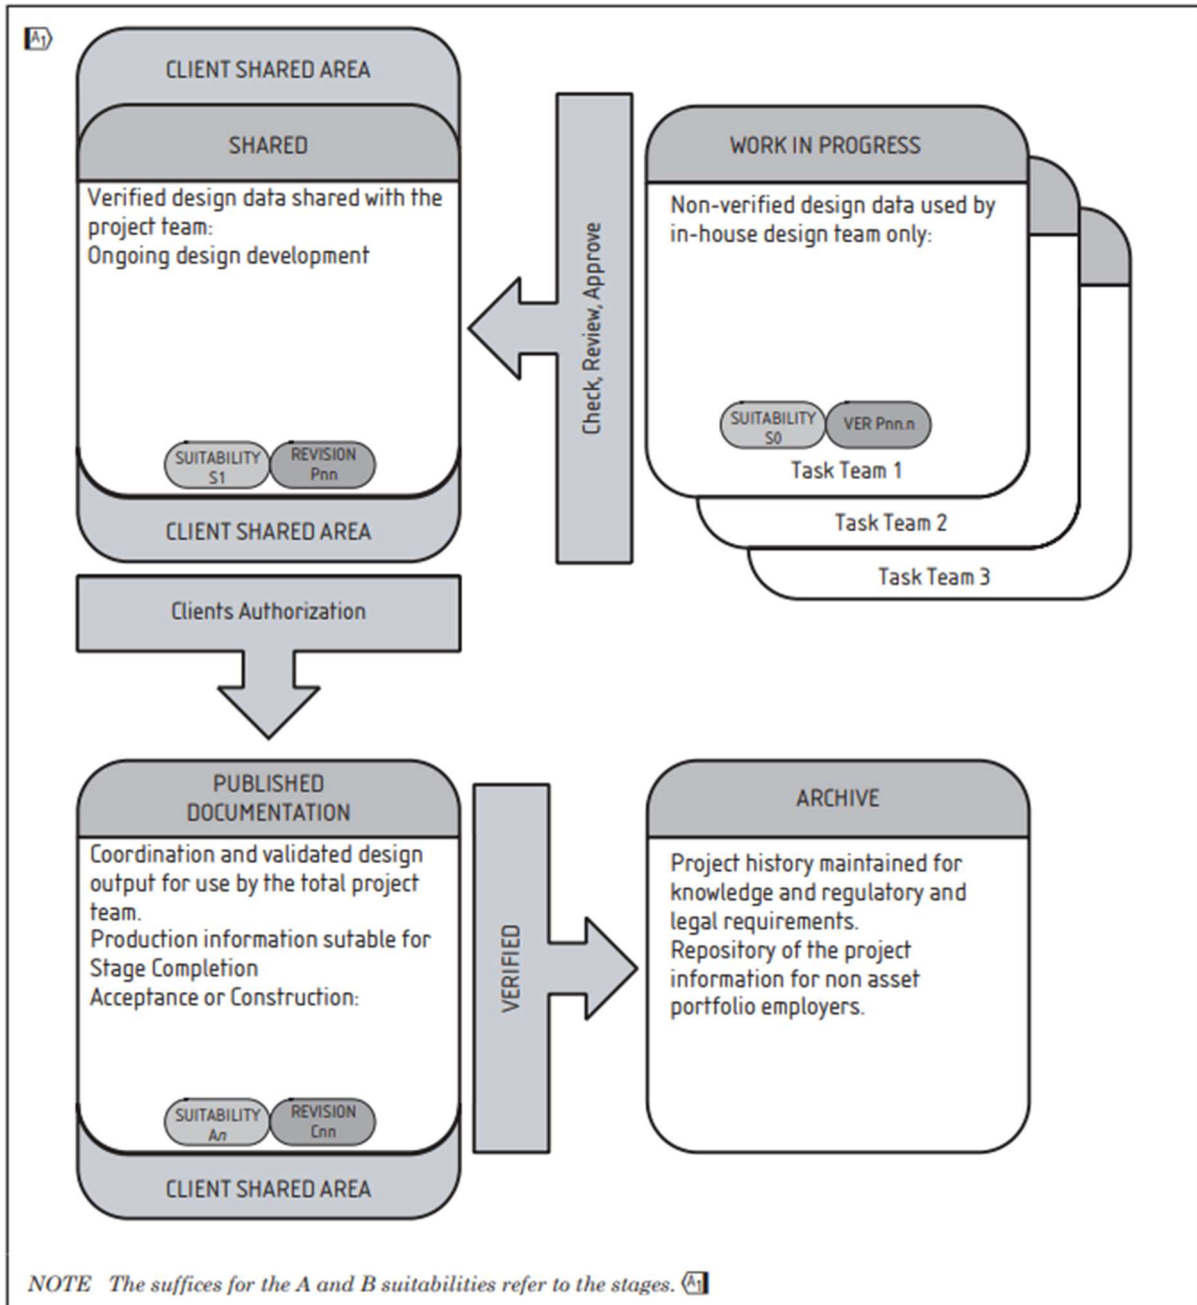 A1
CLIENT SHARED AREA
SHARED
Verified design data shared with the
project team:
Ongoing design development
SUITABILITY
S1
REVISION
Pnn
CLIENT SHARED AREA
Check, Review, Approve
WORK IN PROGRESS
Non-verified design data used by
in-house design team only:
SUITABILITY
S0
VER Pnn.n
Task Team 1
Task Team 2
Task Team 3
Clients Authorization
PUBLISHED
DOCUMENTATION
Coordination and validated design
output for use by the total project
team.
Production information sutable for
Stage Completion
Acceptance or Construction:
SUITABILITY
An
REVISION
Cnn
CLIENT SHARED AREA
VERIFIED
ARCHIVE
Project history maintained for
knowledge and regulatory and
legal requirements.
Repository of the project
information for non asset
portfolio employers.
NOTE The suffices for the A and B suitabilities refer to the stages. A1